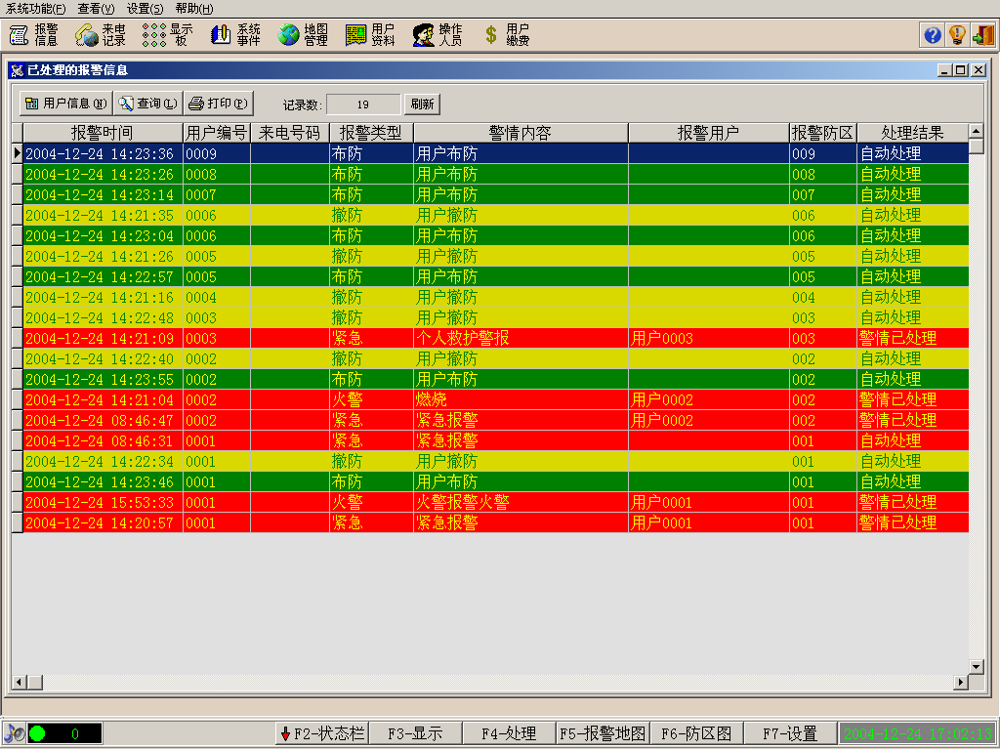 系统功能(F) 查看(V) 设置(S) 帮助(H)
报警信息 来电记录 显示板 系统事件 地图管理 用户资料 操作人员 用户缴费
已处理的报警信息
用户信息(N) 查询(L) 打印(P) 记录数: 19 刷新
报警时间 用户编号 来电号码 报警类型 警情内容 报警用户 报警防区 处理结果
2004-12-24 14:23:36 0009 布防 用户布防 009 自动处理
2004-12-24 14:23:26 0008 布防 用户布防 008 自动处理
2004-12-24 14:23:14 0007 布防 用户布防 007 自动处理
2004-12-24 14:21:35 0006 撤防 用户撤防 006 自动处理
2004-12-24 14:23:04 0006 布防 用户布防 006 自动处理
2004-12-24 14:21:26 0005 撤防 用户撤防 005 自动处理
2004-12-24 14:22:57 0005 布防 用户布防 005 自动处理
2004-12-24 14:21:16 0004 撤防 用户撤防 004 自动处理
2004-12-24 14:22:48 0003 撤防 用户撤防 003 自动处理
2004-12-24 14:21:09 0003 紧急 个人救护警报 用户0003 003 警情已处理
2004-12-24 14:22:40 0002 撤防 用户撤防 002 自动处理
2004-12-24 14:23:55 0002 布防 用户布防 002 自动处理
2004-12-24 14:21:04 0002 火警 燃烧 用户0002 002 警情已处理
2004-12-24 08:46:47 0002 紧急 紧急报警 用户0002 002 警情已处理
2004-12-24 08:46:31 0001 紧急 紧急报警 001 自动处理
2004-12-24 14:22:34 0001 撤防 用户撤防 001 自动处理
2004-12-24 14:23:46 0001 布防 用户布防 001 自动处理
2004-12-24 15:53:33 0001 火警 火警报警火警 用户0001 001 警情已处理
2004-12-24 14:20:57 0001 紧急 紧急报警 用户0001 001 警情已处理
0 F2-状态栏 F3-显示 F4-处理 F5-报警地图 F6-防区图 F7-设置 2004-12-24 17:02:13